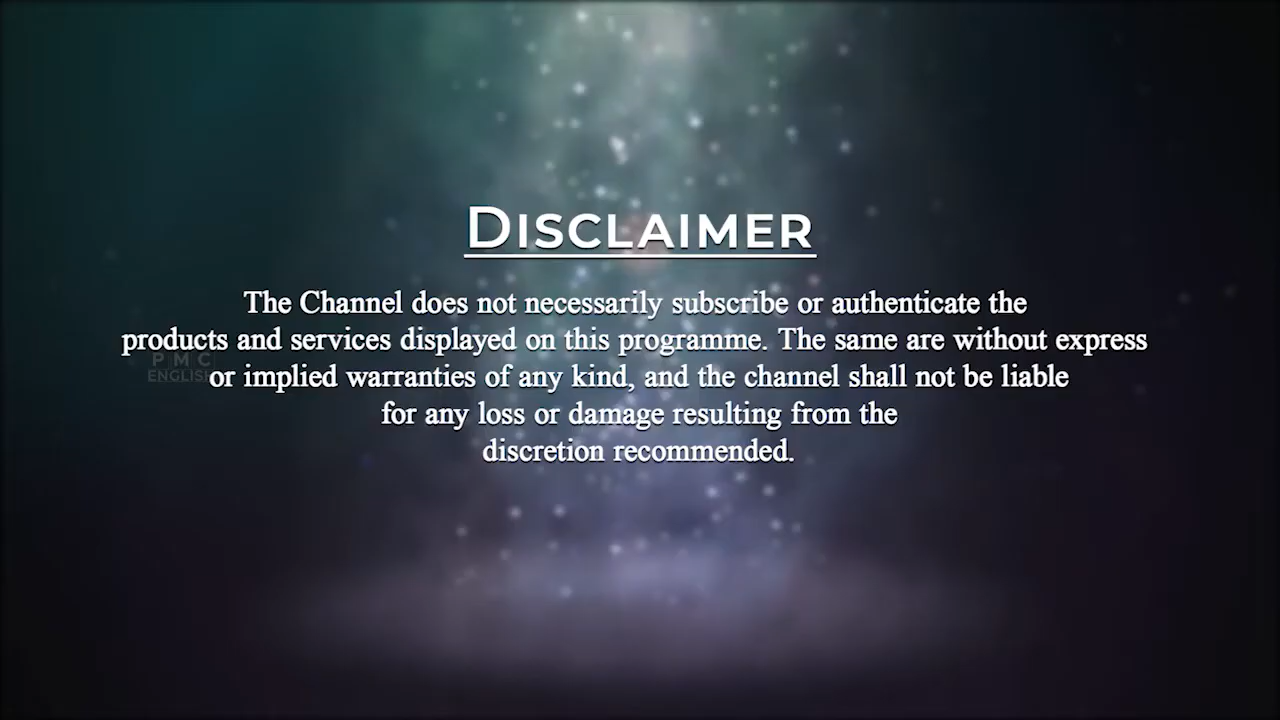 DISCLAIMER
The Channel does not necessarily subscribe or authenticate the
products and services displayed on this programme. The same are without express
P M C
ENGLISH
or implied warranties of any kind, and the channel shall not be liable
for any loss or damage resulting from the
discretion recommended.